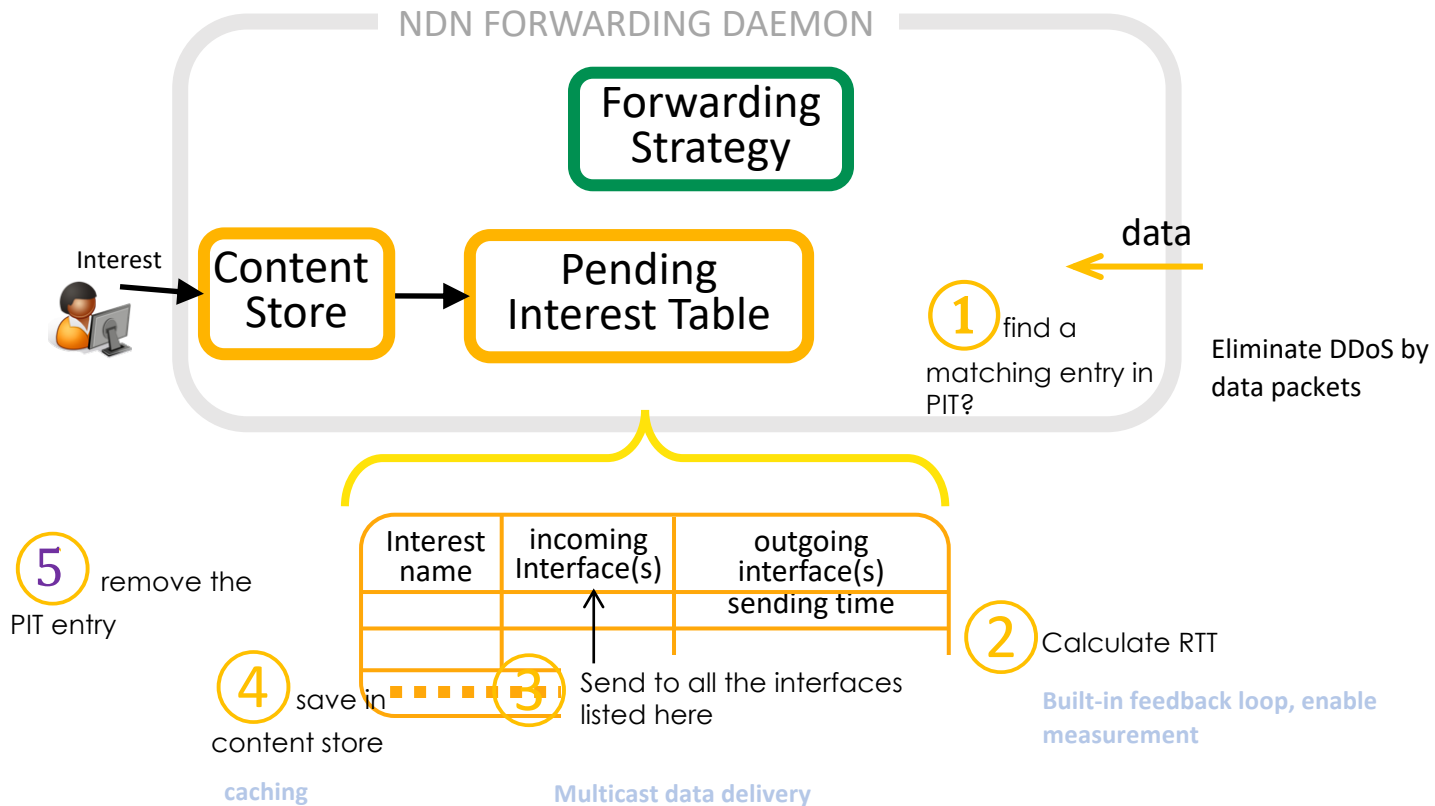 NDN FORWARDING DAEMON
Forwarding
Strategy
Interest
Content
Store
Pending
Interest Table
data
1 find a
matching entry in
PIT?
Eliminate DDoS by
data packets
Interest
name
incoming
Interface(s)
outgoing
interface(s)
sending time
5 remove the
PIT entry
2 Calculate RTT
Built-in feedback loop, enable
measurement
4 save in
content store
caching
3 Send to all the interfaces
listed here
Multicast data delivery